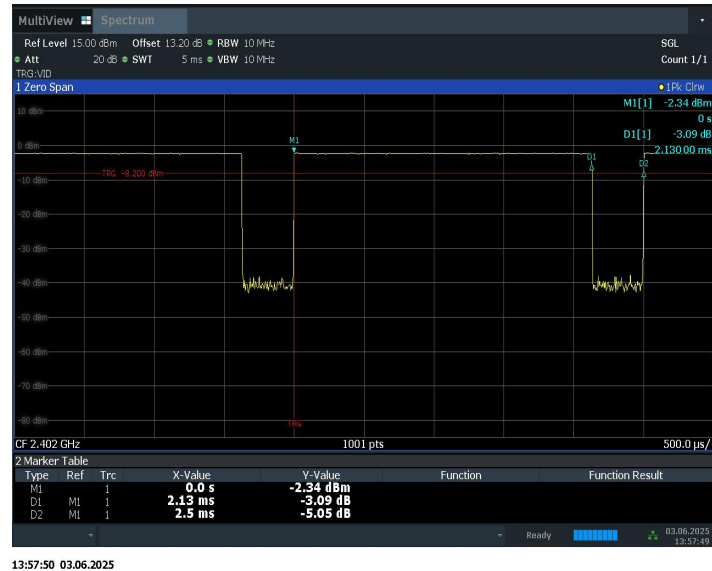 MultiView Spectrum
Ref Level 15.00 dBm Offset 13.20 dB RBW 10 MHz SGL
Att 20 dB SWT 5 ms VBW 10 MHz Count 1/1
TRG:VID
1 Zero Span 1Pk Clrw
M1[1] -2.34 dBm
10 dBm
0 s
D1[1] -3.09 dB
M1
0 dBm
2.130 00 ms
D1
D2
TRG -8.200 dBm
-10 dBm
-20 dBm
-30 dBm
-40 dBm
-50 dBm
-60 dBm
-70 dBm
-80 dBm
TRG
CF 2.402 GHz 1001 pts 500.0 µs/
2 Marker Table
Type Ref Trc X-Value Y-Value Function Function Result
M1 1 0.0 s -2.34 dBm
D1 M1 1 2.13 ms -3.09 dB
D2 M1 1 2.5 ms -5.05 dB
Ready 03.06.2025
13:57:49
13:57:50 03.06.2025